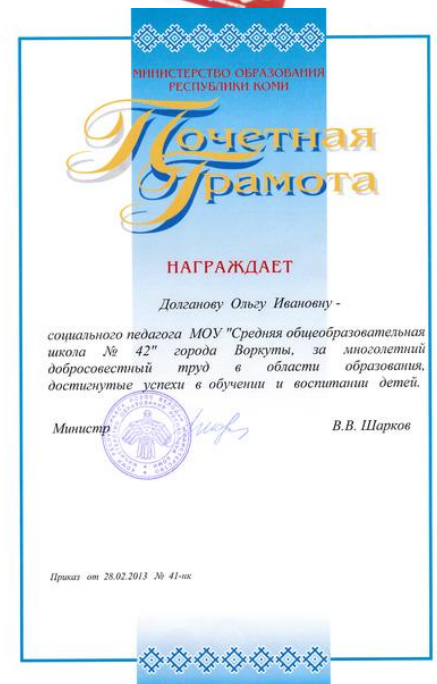 МИНИСТЕРСТВО ОБРАЗОВАНИЯ
РЕСПУБЛИКИ КОМИ
Почетная
Грамота
НАГРАЖДАЕТ
Долганову Ольгу Ивановну -
социального педагога МОУ "Средняя общеобразовательная
школа № 42" города Воркуты, за многолетний
добросовестный труд в области образования,
достигнутые успехи в обучении и воспитании детей.
Министр В.В. Шарков
Приказ от 28.02.2013 № 41-нк